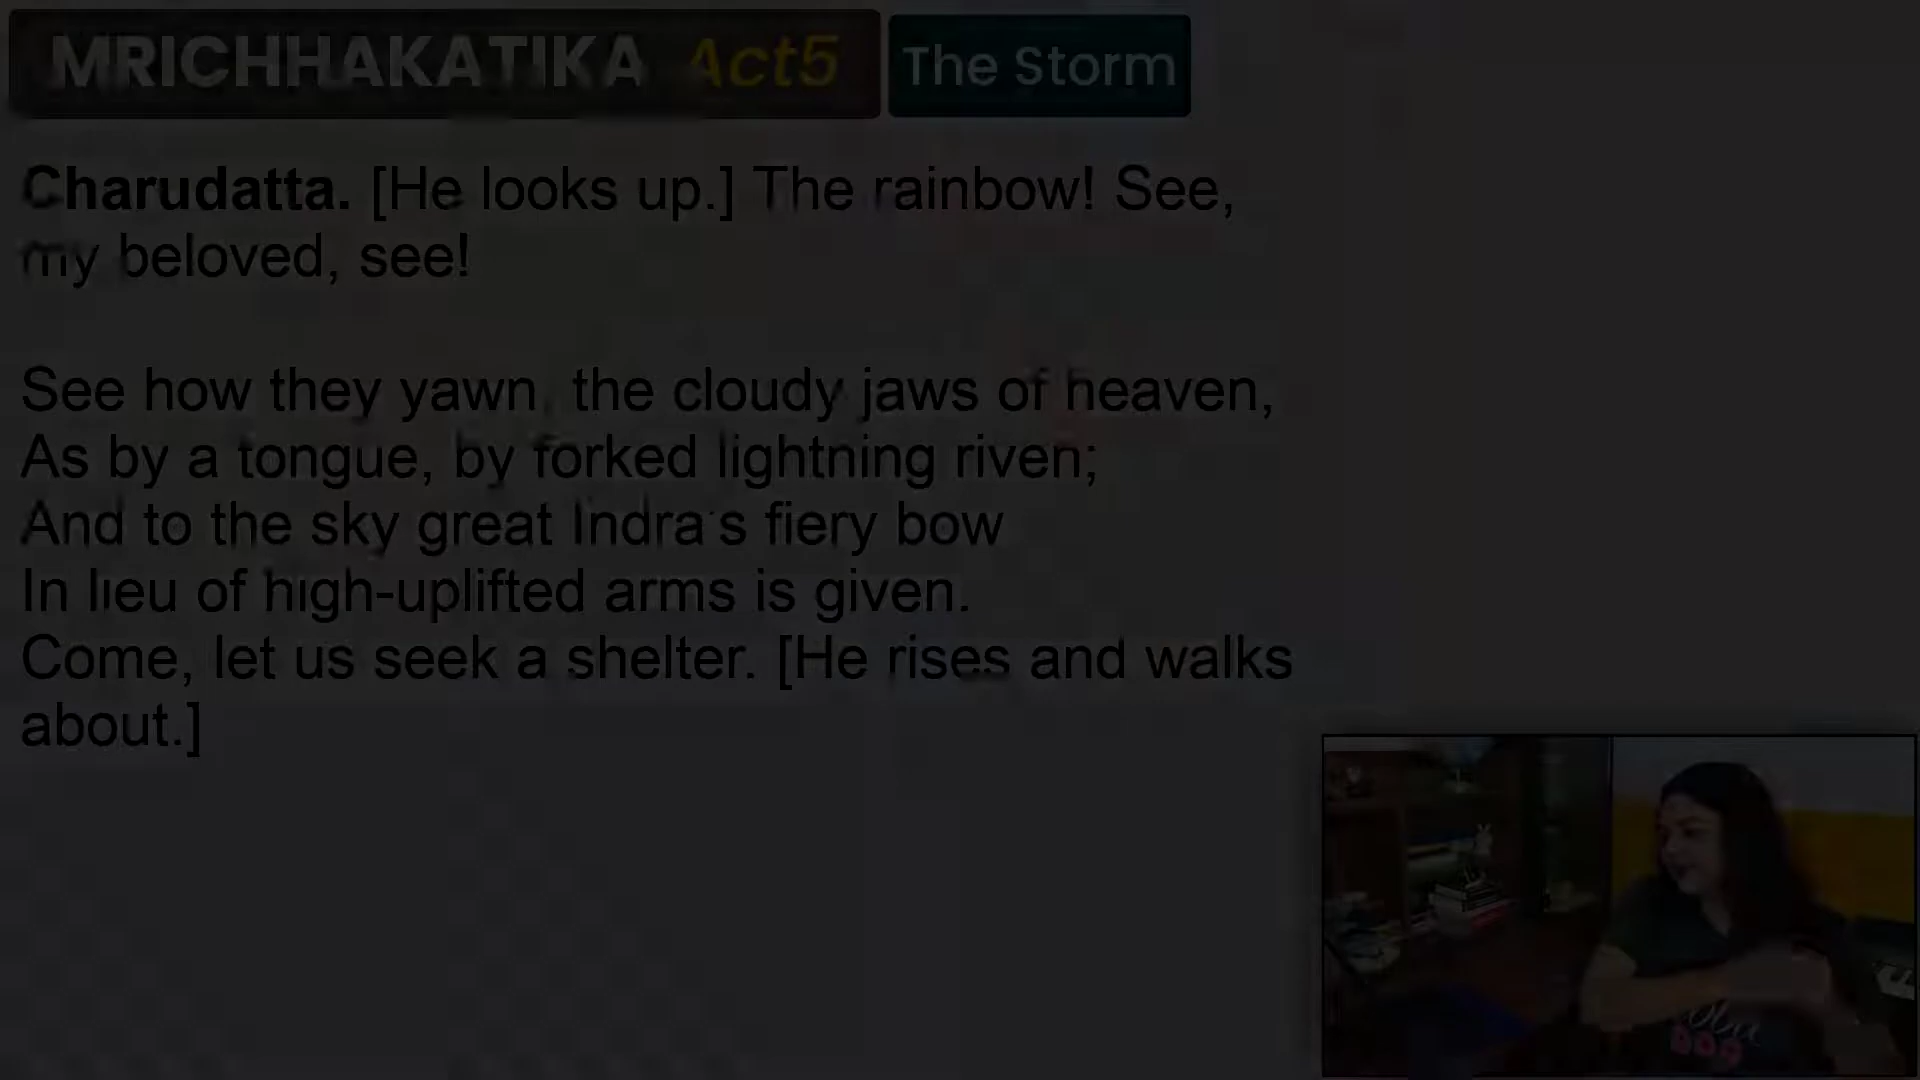 MRICHHAKATIKA Act5 The Storm
Charudatta. [He looks up.] The rainbow! See,
my beloved, see!
See how they yawn, the cloudy jaws of heaven,
As by a tongue, by forked lightning riven;
And to the sky great Indra's fiery bow
In lieu of high-uplifted arms is given.
Come, let us seek a shelter. [He rises and walks
about.]